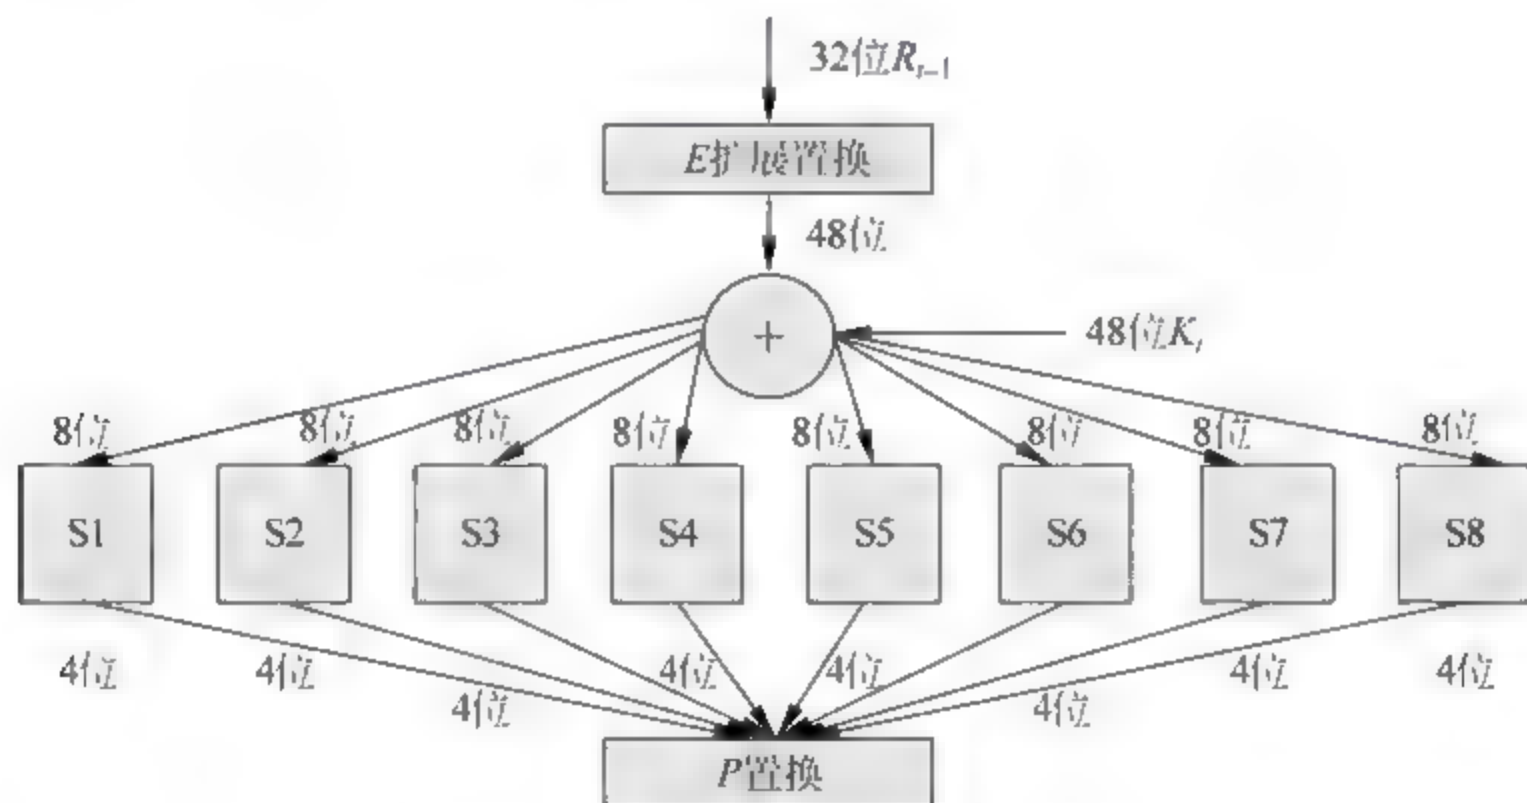 32位R_{i-1}
E扩展置换
48位
+
48位K_i
8位 8位 8位 8位 8位 8位 8位 8位
S1 S2 S3 S4 S5 S6 S7 S8
4位 4位 4位 4位 4位 4位 4位 4位
P置换